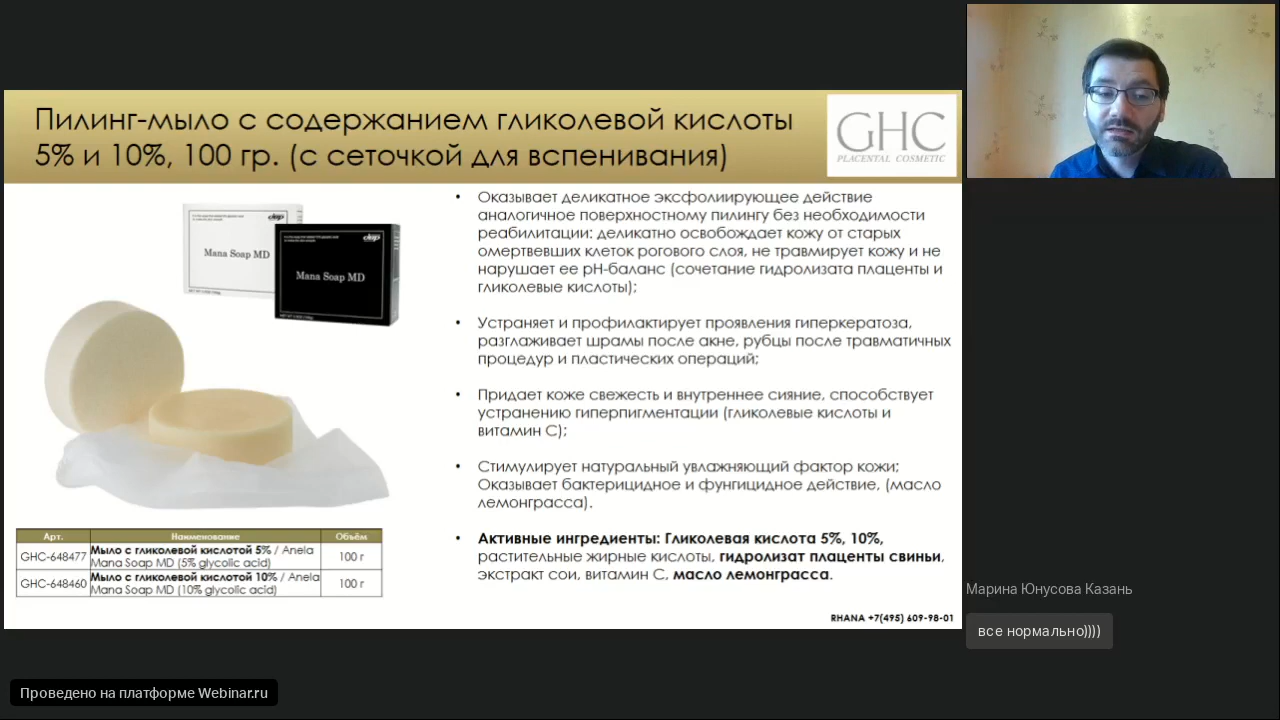 Пилинг-мыло с содержанием гликолевой кислоты
5% и 10%, 100 гр. (с сеточкой для вспенивания)
GHC
PLACENTAL COSMETIC
Mana Soap MD
Mana Soap MD
• Оказывает деликатное эксфолиирующее действие
аналогичное поверхностному пилингу без необходимости
реабилитации: деликатно освобождает кожу от старых
омертвевших клеток рогового слоя, не травмирует кожу и не
нарушает ее pH-баланс (сочетание гидролизата плаценты и
гликолевые кислоты);
• Устраняет и профилактирует проявления гиперкератоза,
разглаживает шрамы после акне, рубцы после травматичных
процедур и пластических операций;
• Придает коже свежесть и внутреннее сияние, способствует
устранению гиперпигментации (гликолевые кислоты и
витамин С);
• Стимулирует натуральный увлажняющий фактор кожи;
Оказывает бактерицидное и фунгицидное действие, (масло
лемонграсса).
• Активные ингредиенты: Гликолевая кислота 5%, 10%,
растительные жирные кислоты, гидролизат плаценты свиньи,
экстракт сои, витамин С, масло лемонграсса.
Арт. Наименование Объём
GHC-648477 Мыло с гликолевой кислотой 5% / Anela
Mana Soap MD (5% glycolic acid) 100 г
GHC-648460 Мыло с гликолевой кислотой 10% / Anela
Mana Soap MD (10% glycolic acid) 100 г
RHANA +7(495) 609-98-01
Марина Юнусова Казань
все нормально))))
Проведено на платформе Webinar.ru